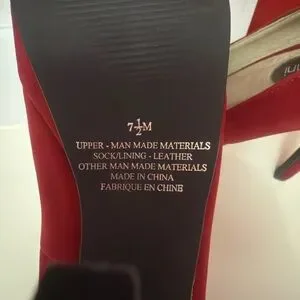 7½M
UPPER - MAN MADE MATERIALS
SOCK/LINING - LEATHER
OTHER MAN MADE MATERIALS
MADE IN CHINA
FABRIQUE EN CHINE